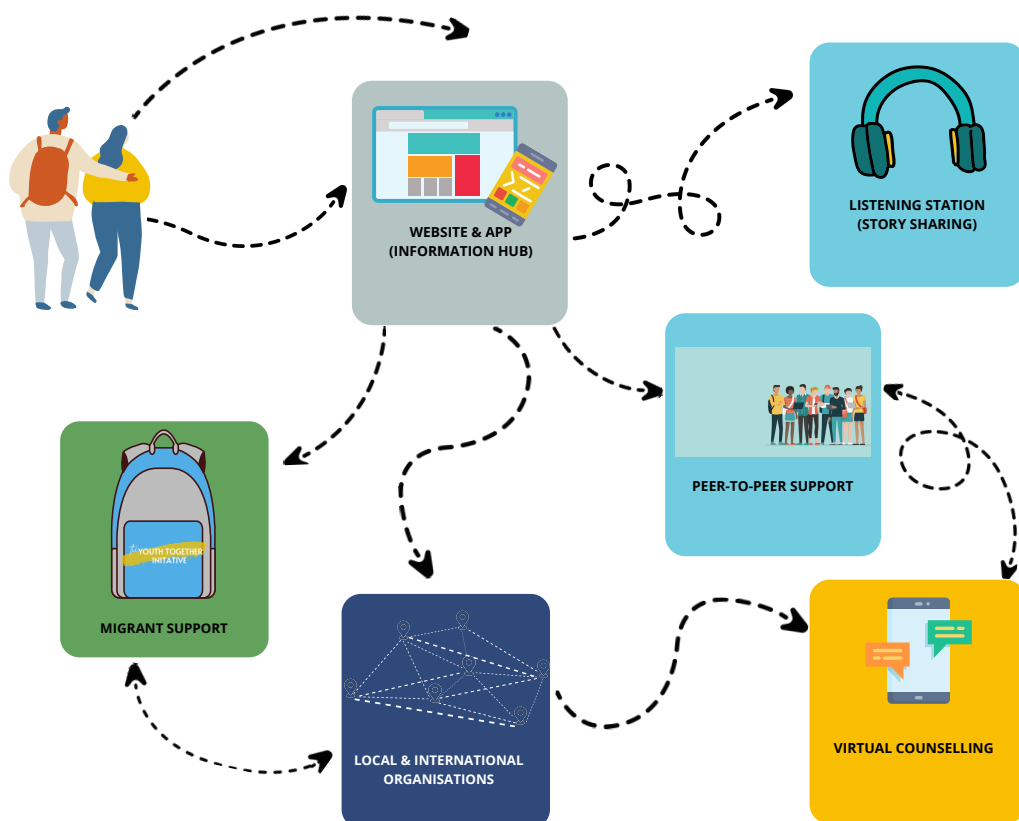 WEBSITE & APP
(INFORMATION HUB)
LISTENING STATION
(STORY SHARING)
PEER-TO-PEER SUPPORT
YOUTH TOGETHER
INITATIVE
MIGRANT SUPPORT
LOCAL & INTERNATIONAL
ORGANISATIONS
VIRTUAL COUNSELLING